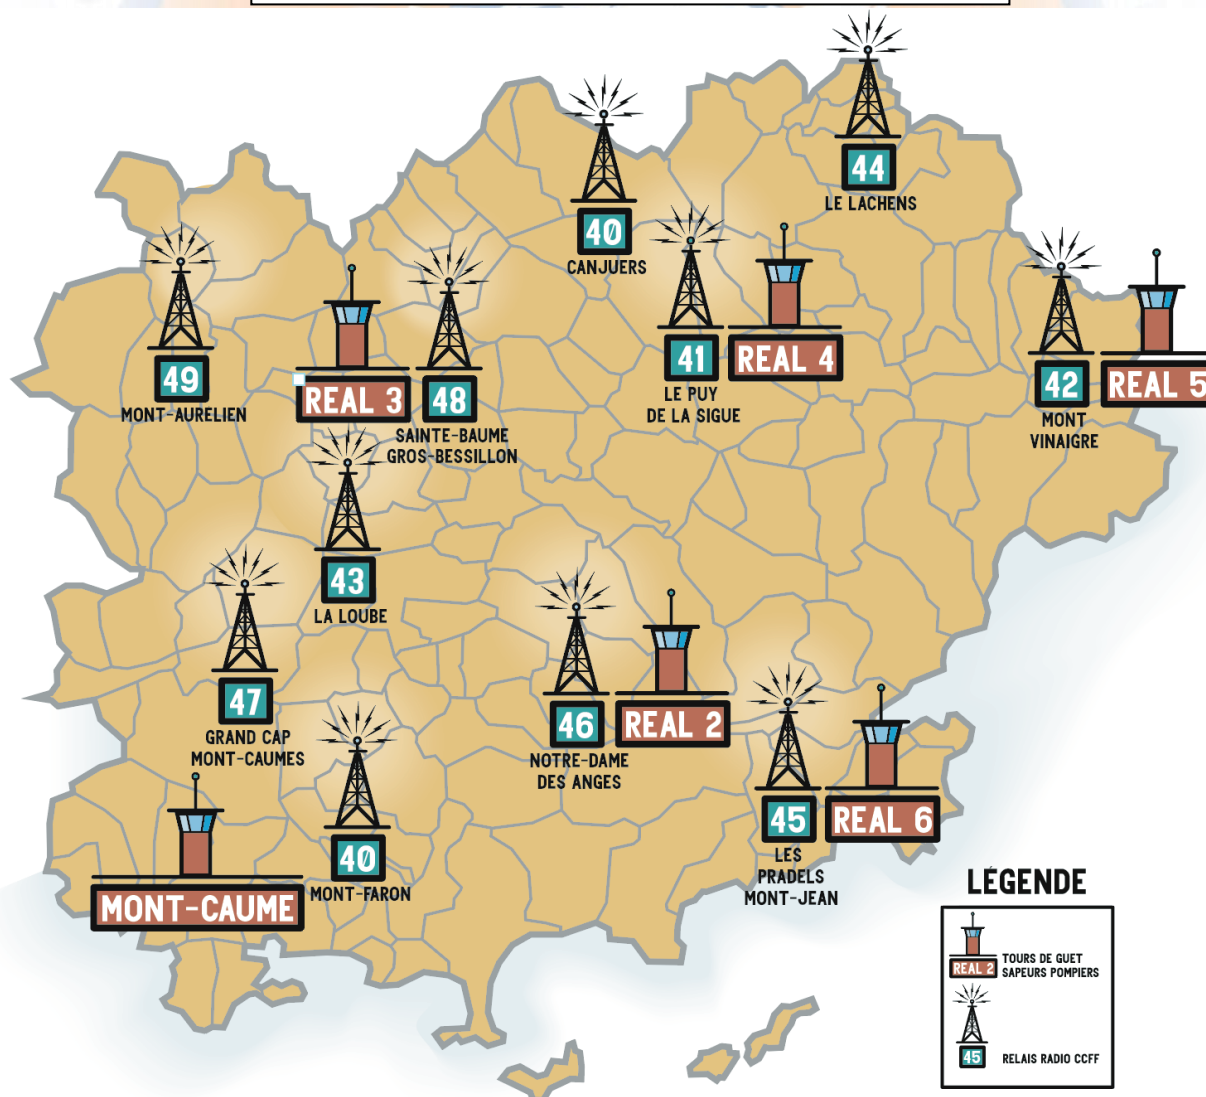 44
LE LACHENS
40
CANJUERS
41
LE PUY
DE LA SIGUE
REAL 4
42
MONT
VINAIGRE
REAL 5
49
MONT-AURELIEN
REAL 3
48
SAINTE-BAUME
GROS-BESSILLON
43
LA LOUBE
47
GRAND CAP
MONT-CAUMES
46
NOTRE-DAME
DES ANGES
REAL 2
45
LES
PRADELS
MONT-JEAN
REAL 6
40
MONT-FARON
MONT-CAUME
LÉGENDE
REAL 2
TOURS DE GUET
SAPEURS POMPIERS
45
RELAIS RADIO CCFF